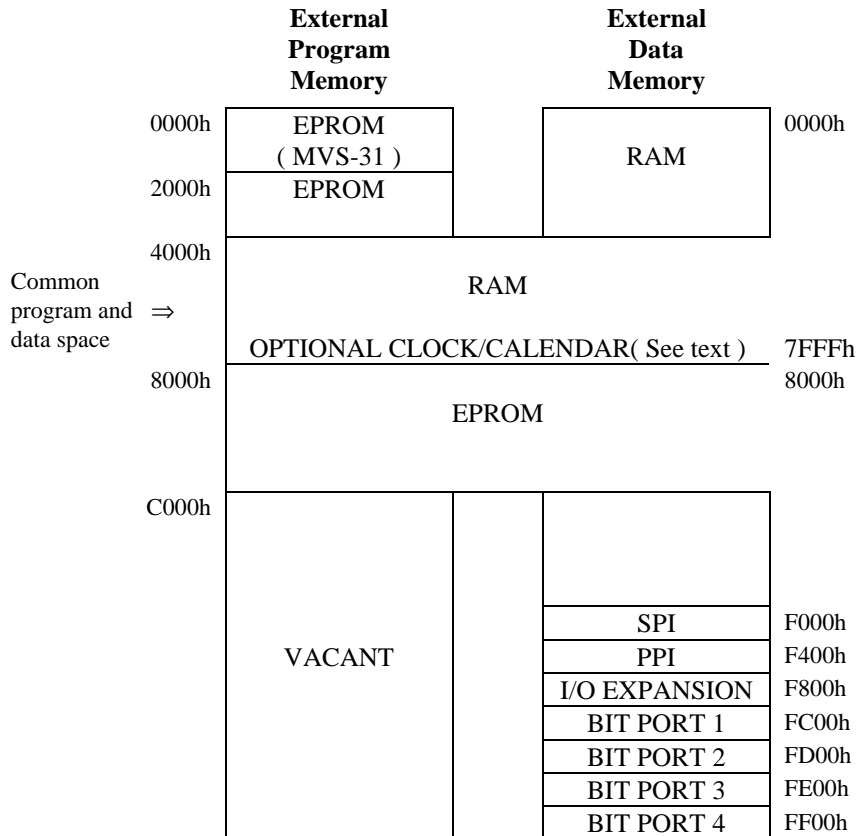 External
Program
Memory
External
Data
Memory
0000h
EPROM
( MVS-31 )
RAM
0000h
2000h
EPROM
4000h
Common
program and ⇒
data space
RAM
OPTIONAL CLOCK/CALENDAR( See text )
7FFFh
8000h
8000h
EPROM
C000h
VACANT
SPI
F000h
PPI
F400h
I/O EXPANSION
F800h
BIT PORT 1
FC00h
BIT PORT 2
FD00h
BIT PORT 3
FE00h
BIT PORT 4
FF00h